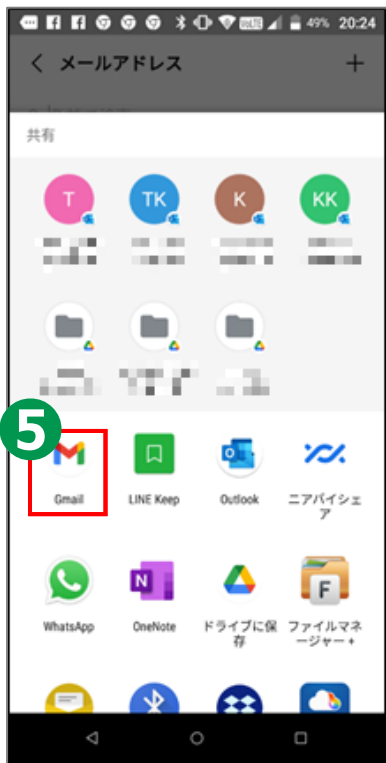 49% 20:24
メールアドレス
共有
T TK K KK
5
Gmail LINE Keep Outlook ニアバイシェ
ア
N F
WhatsApp OneNote ドライブに保 ファイルマネ
存 ージャー +